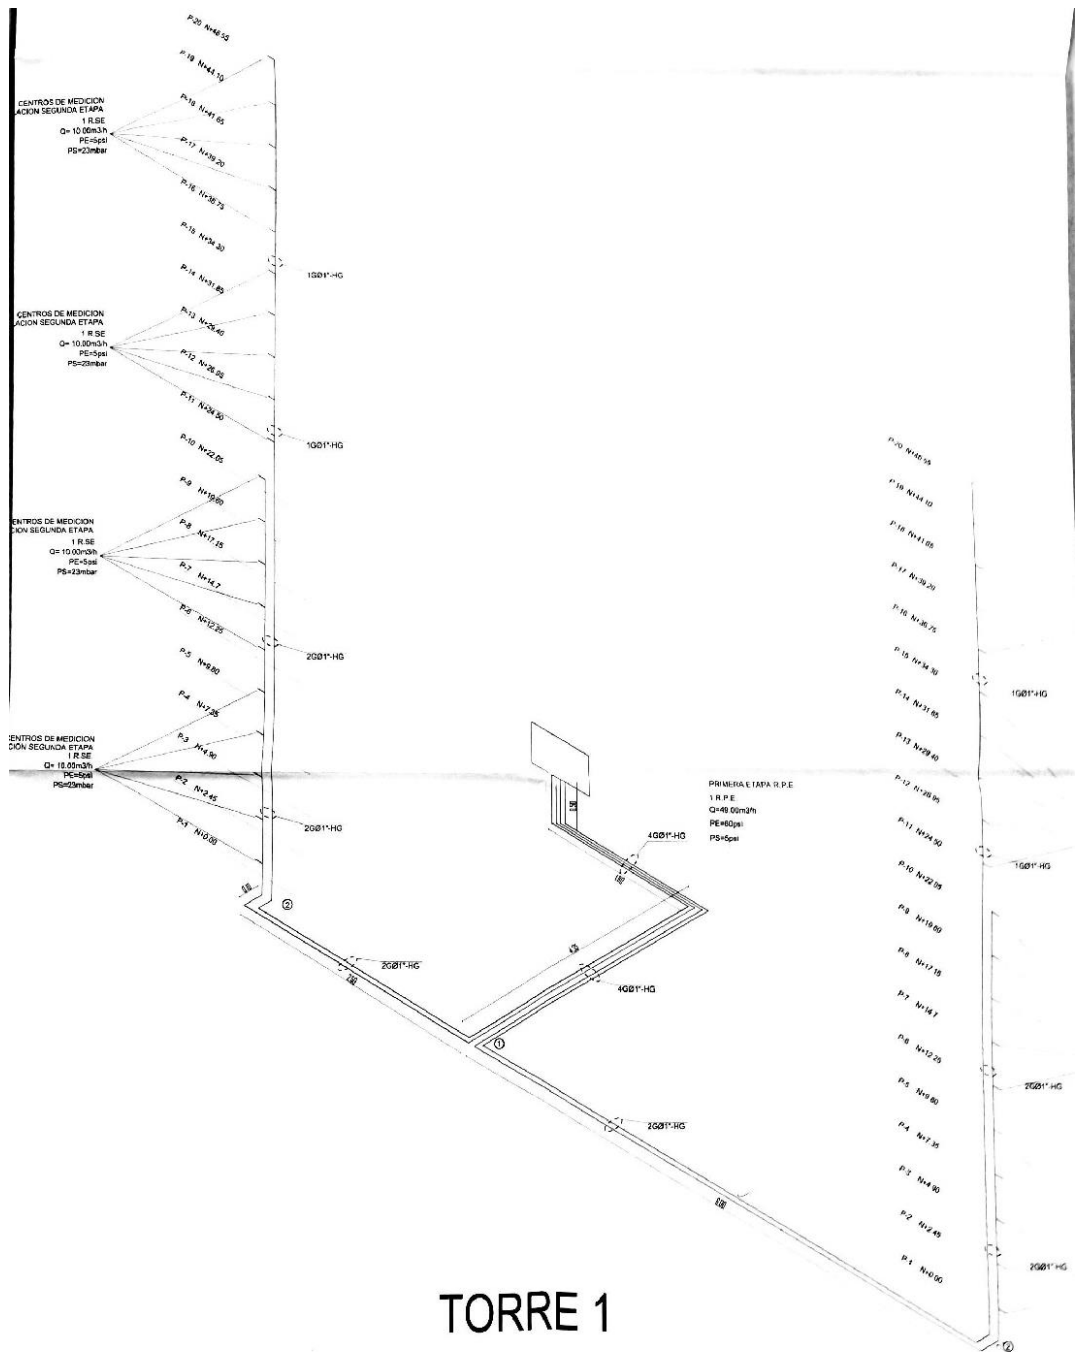 P-20 N+46.55
P-19 N+44.10
P-18 N+41.65
P-17 N+39.20
P-16 N+36.75
P-15 N+34.30
P-14 N+31.85
P-13 N+29.40
P-12 N+26.95
P-11 N+24.50
P-10 N+22.05
P-9 N+19.60
P-8 N+17.15
P-7 N+14.7
P-6 N+12.25
P-5 N+9.80
P-4 N+7.35
P-3 N+4.90
P-2 N+2.45
P-1 N+0.00
CENTROS DE MEDICION
ACION SEGUNDA ETAPA
1 R.SE
Q= 10.00m3/h
PE=5psi
PS=23mbar
CENTROS DE MEDICION
ACION SEGUNDA ETAPA
1 R.SE
Q= 10.00m3/h
PE=5psi
PS=23mbar
ENTROS DE MEDICION
CION SEGUNDA ETAPA
1 R.SE
Q= 10.00m3/h
PE=5psi
PS=23mbar
CENTROS DE MEDICION
CIÓN SEGUNDA ETAPA
1 R.SE
Q= 10.00m3/h
PE=5psi
PS=23mbar
1GØ1"-HG
1GØ1"-HG
2GØ1"-HG
2GØ1"-HG
PRIMERA ETAPA R.P.E
1 R.P.E
Q=49.00m3/h
PE=60psi
PS=5psi
4GØ1"-HG
4GØ1"-HG
2GØ1"-HG
2GØ1"-HG
2
1
2
P-20 N+46.55
P-19 N+44.10
P-18 N+41.65
P-17 N+39.20
P-16 N+36.75
P-15 N+34.30
P-14 N+31.85
P-13 N+29.40
P-12 N+26.95
P-11 N+24.50
P-10 N+22.05
P-9 N+19.60
P-8 N+17.15
P-7 N+14.7
P-6 N+12.25
P-5 N+9.80
P-4 N+7.35
P-3 N+4.90
P-2 N+2.45
P-1 N+0.00
1GØ1"-HG
1GØ1"-HG
2GØ1"-HG
2GØ1"-HG
TORRE 1